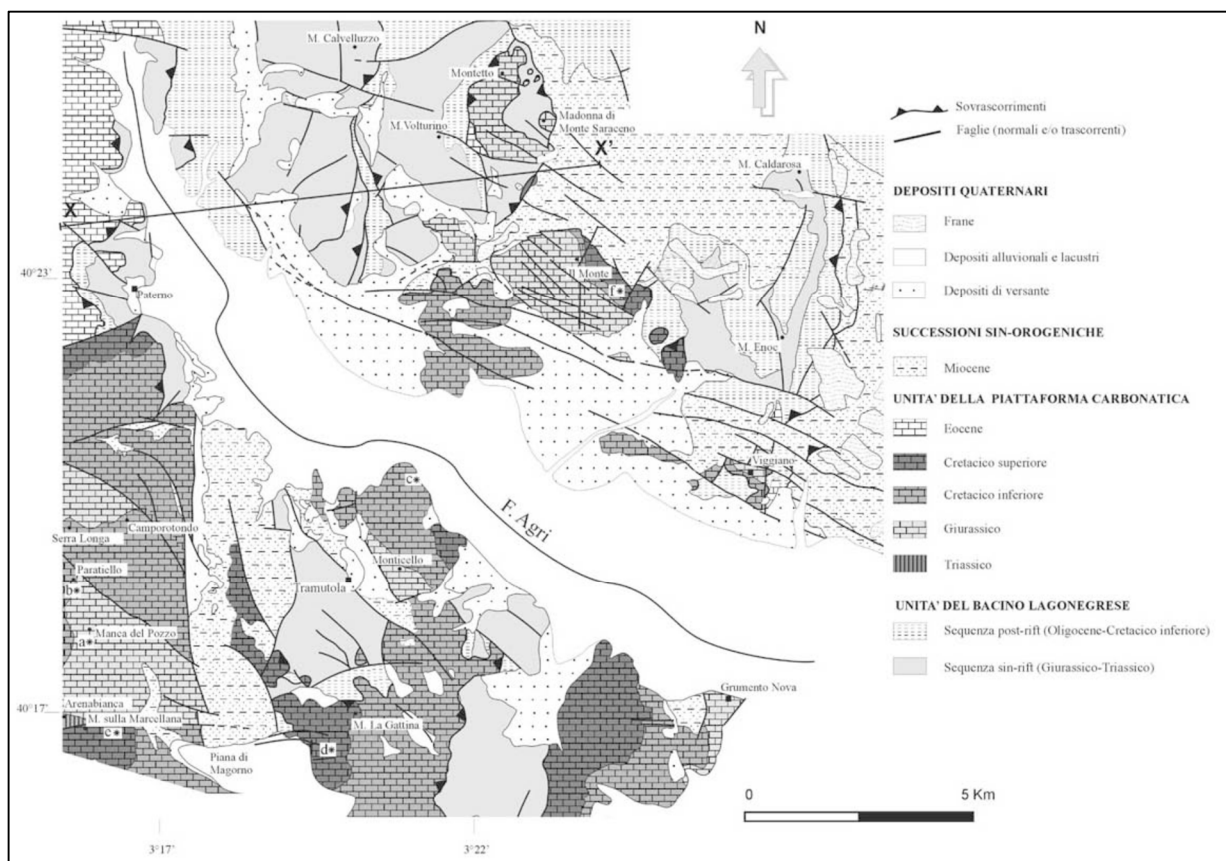 M. Calvelluzzo
Montetto
M.Volturino
Madonna di
Monte Saraceno
N
X'
M. Caldarosa
X
40°23
Paterno
Il Monte
f
M. Enoc
Viggiano
c
F. Agri
Camporotondo
Serra Longa
Paratiello
b
Monticello
Tramutola
Manca del Pozzo
a
40°17
Arenabianca
M. sulla Marcellana
e
M. La Gattina
d
Piana di
Magorno
Grumento Nova
3°17
3°22
0
5 Km
Sovrascorrimenti
Faglie (normali e/o trascorrenti)
DEPOSITI QUATERNARI
Frane
Depositi alluvionali e lacustri
Depositi di versante
SUCCESSIONI SIN-OROGENICHE
Miocene
UNITA' DELLA PIATTAFORMA CARBONATICA
Eocene
Cretacico superiore
Cretacico inferiore
Giurassico
Triassico
UNITA' DEL BACINO LAGONEGRESE
Sequenza post-rift (Oligocene-Cretacico inferiore)
Sequenza sin-rift (Giurassico-Triassico)